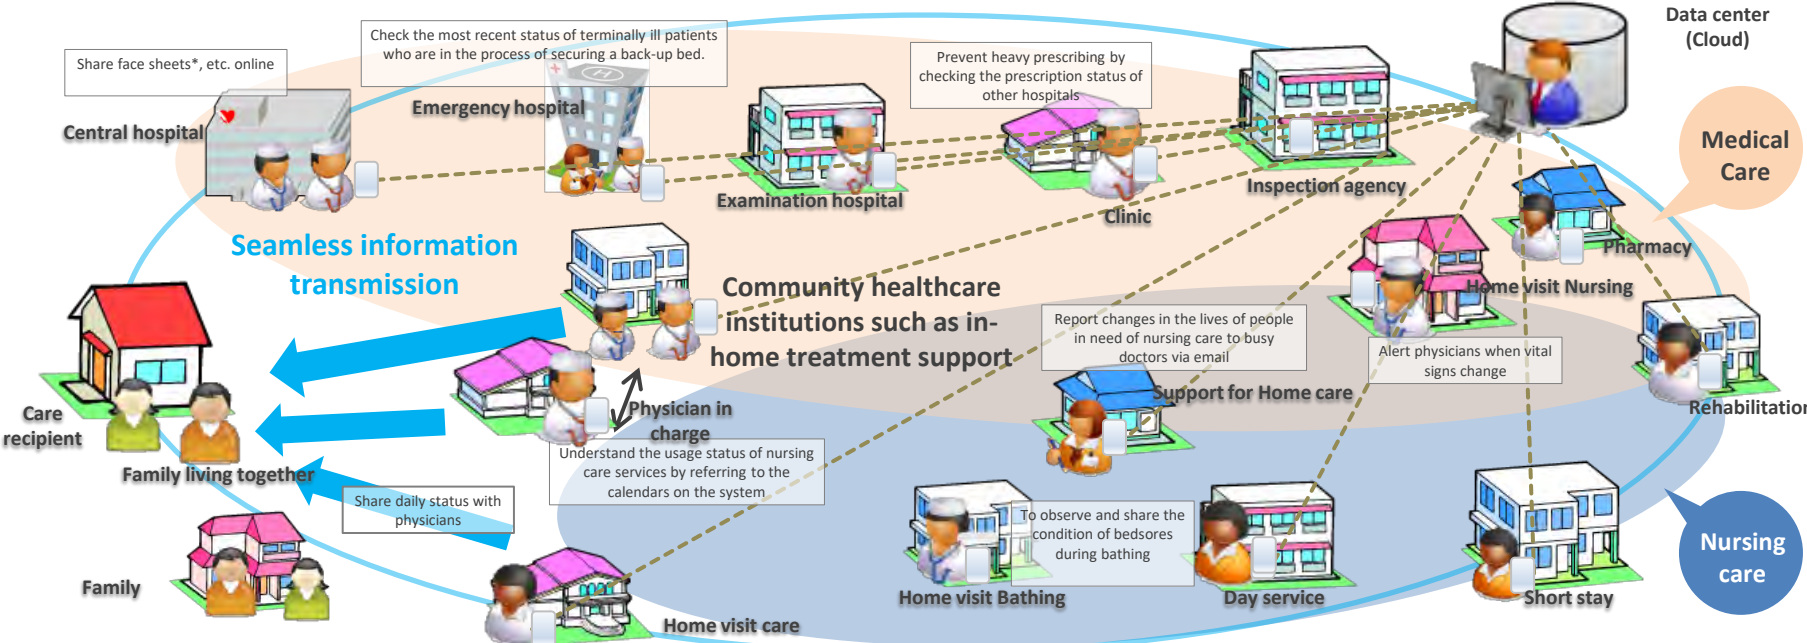 Data center
(Cloud)
Check the most recent status of terminally ill patients
who are in the process of securing a back-up bed.
Share face sheets*, etc. online
Prevent heavy prescribing by
checking the prescription status of
other hospitals
Emergency hospital
Central hospital
Medical
Care
Examination hospital
Clinic
Inspection agency
Pharmacy
Seamless information
transmission
Community healthcare
institutions such as in-
home treatment support
Home visit Nursing
Report changes in the lives of people
in need of nursing care to busy
doctors via email
Alert physicians when vital
signs change
Support for Home care
Rehabilitation
Care
recipient
Physician in
charge
Family living together
Understand the usage status of nursing
care services by referring to the
calendars on the system
Share daily status with
physicians
To observe and share the
condition of bedsores
during bathing
Nursing
care
Family
Home visit Bathing
Day service
Short stay
Home visit care